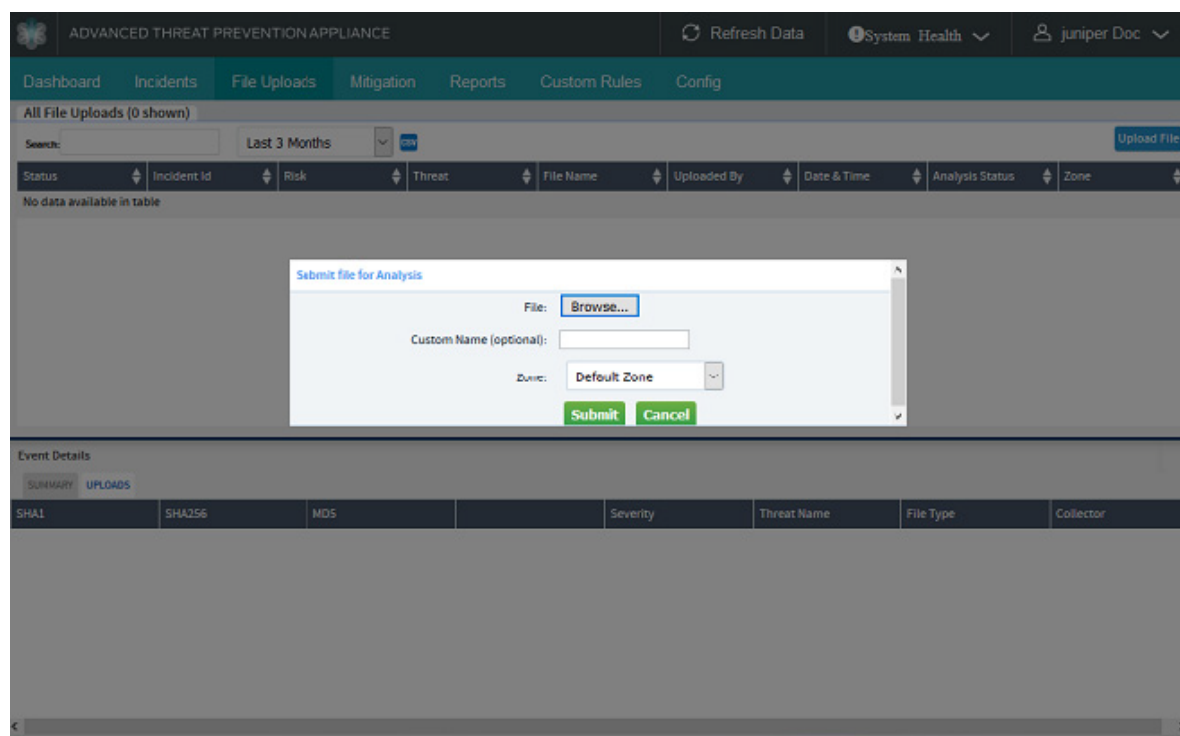 ADVANCED THREAT PREVENTION APPLIANCE Refresh Data System Health juniper Doc
Dashboard Incidents File Uploads Mitigation Reports Custom Rules Config
All File Uploads (0 shown)
Search: Last 3 Months CSV Upload File
Status Incident Id Risk Threat File Name Uploaded By Date & Time Analysis Status Zone
No data available in table
Submit file for Analysis
File: Browse...
Custom Name (optional):
Zone: Default Zone
Submit Cancel
Event Details
SUMMARY UPLOADS
SHA1 SHA256 MD5 Severity Threat Name File Type Collector